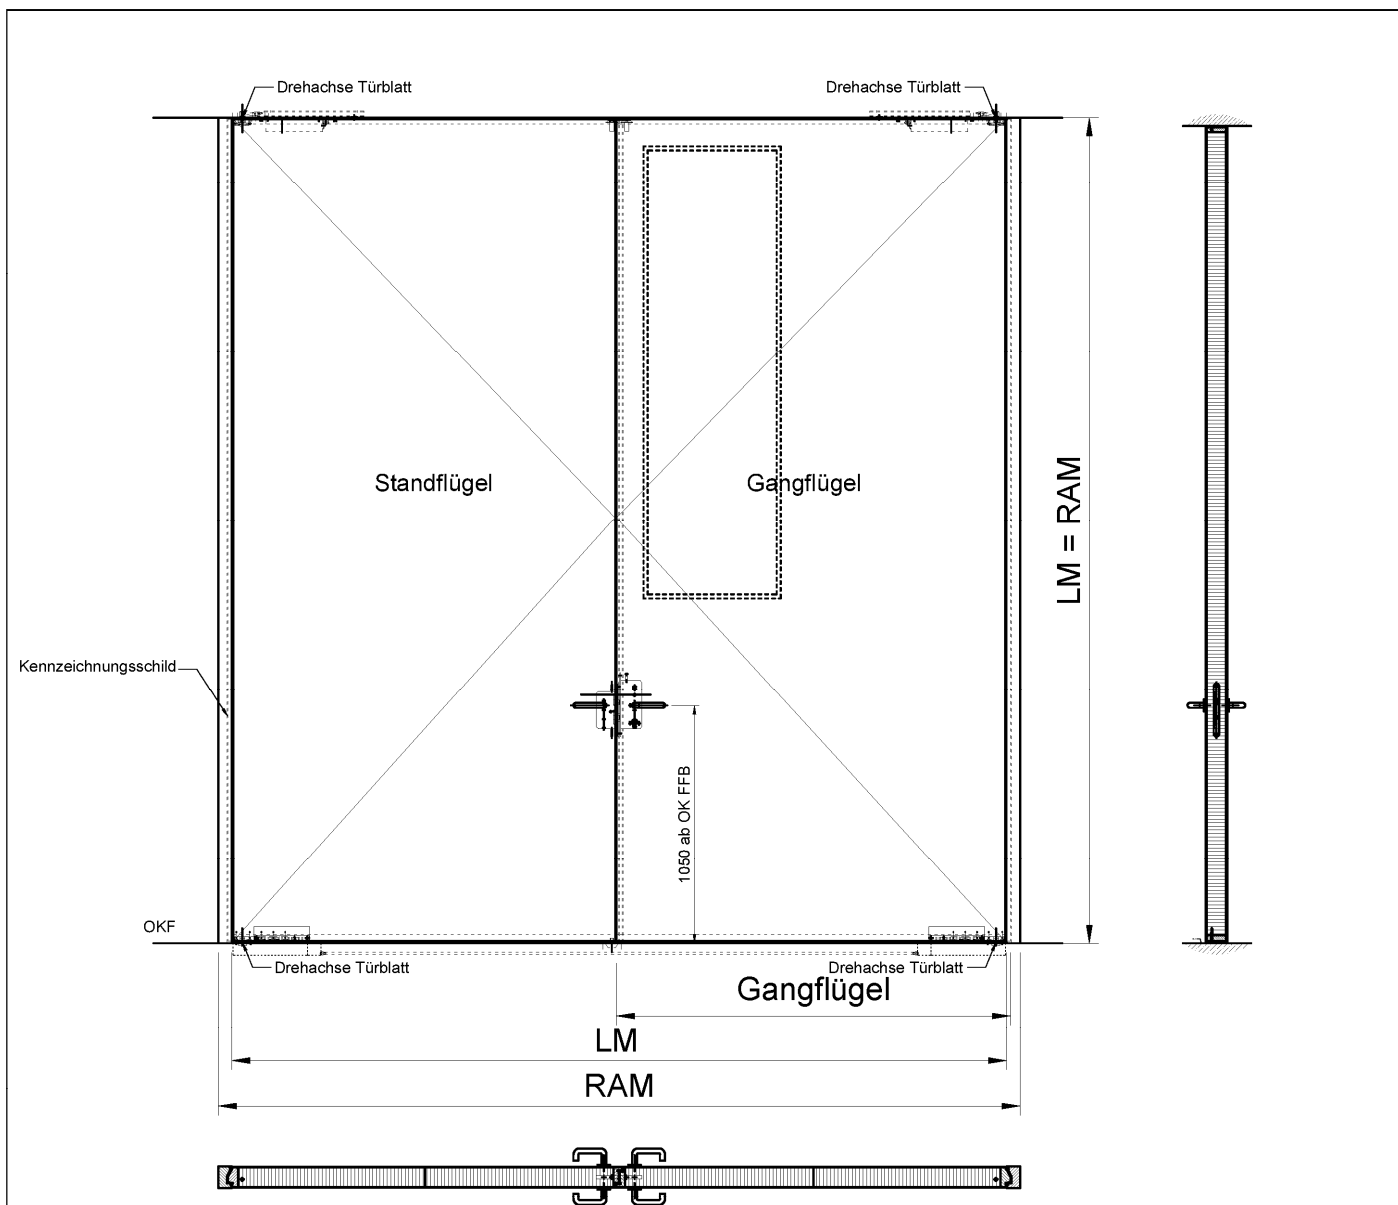 Drehachse Türblatt
Drehachse Türblatt
Standflügel
Gangflügel
LM = RAM
Kennzeichnungsschild
1050 ab OK FFB
OKF
Drehachse Türblatt
Drehachse Türblatt
Gangflügel
LM
RAM